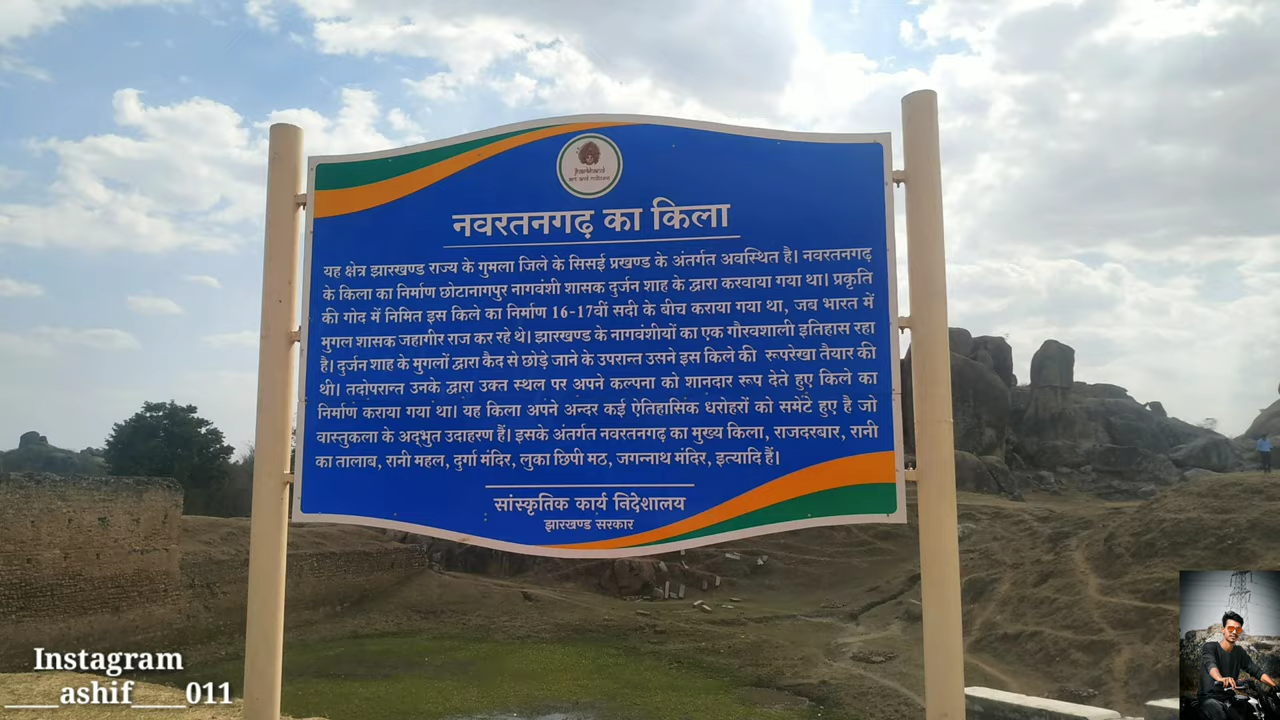 Jharkhand
नवरतनगढ़ का किला
यह क्षेत्र झारखण्ड राज्य के गुमला जिले के सिसई प्रखण्ड के अंतर्गत अवस्थित है। नवरतनगढ़
के किला का निर्माण छोटानागपुर नागवंशी शासक दुर्जन शाह के द्वारा करवाया गया था। प्रकृति
की गोद में निमित इस किले का निर्माण 16-17वीं सदी के बीच कराया गया था, जब भारत में
मुगल शासक जहागीर राज कर रहे थे। झारखण्ड के नागवंशीयों का एक गौरवशाली इतिहास रहा
है। दुर्जन शाह के मुगलों द्वारा कैद से छोड़े जाने के उपरान्त उसने इस किले की रूपरेखा तैयार की
थी। तदोपरान्त उनके द्वारा उक्त स्थल पर अपने कल्पना को शानदार रूप देते हुए किले का
निर्माण कराया गया था। यह किला अपने अन्दर कई ऐतिहासिक धरोहरों को समेटे हुए है जो
वास्तुकला के अद्भुत उदाहरण हैं। इसके अंतर्गत नवरतनगढ़ का मुख्य किला, राजदरबार, रानी
का तालाब, रानी महल, दुर्गा मंदिर, लुका छिपी मठ, जगन्नाथ मंदिर, इत्यादि हैं।
सांस्कृतिक कार्य निदेशालय
झारखण्ड सरकार
Instagram
___ashif____011